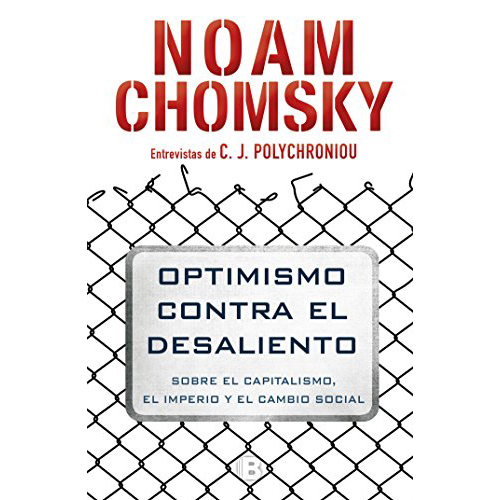 NOAM
CHOMSKY
Entrevistas de C. J. POLYCHRONIOU
OPTIMISMO
CONTRA EL
DESALIENTO
SOBRE EL CAPITALISMO,
EL IMPERIO Y EL CAMBIO SOCIAL
B